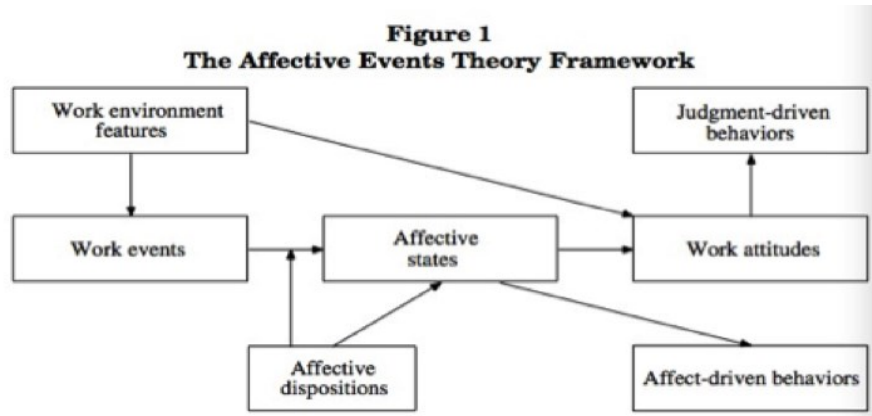 Figure 1
The Affective Events Theory Framework
Work environment
features
Judgment-driven
behaviors
Work events
Affective
states
Work attitudes
Affective
dispositions
Affect-driven behaviors